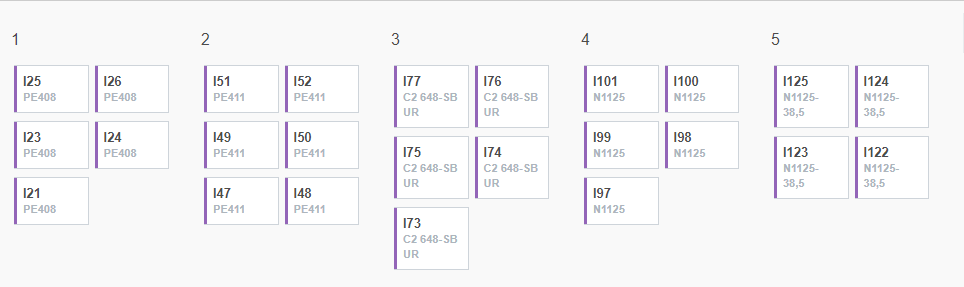 1
I25
PE408
I26
PE408
I23
PE408
I24
PE408
I21
PE408
2
I51
PE411
I52
PE411
I49
PE411
I50
PE411
I47
PE411
I48
PE411
3
I77
C2 648-SB
UR
I76
C2 648-SB
UR
I75
C2 648-SB
UR
I74
C2 648-SB
UR
I73
C2 648-SB
UR
4
I101
N1125
I100
N1125
I99
N1125
I98
N1125
I97
N1125
5
I125
N1125-
38,5
I124
N1125-
38,5
I123
N1125-
38,5
I122
N1125-
38,5